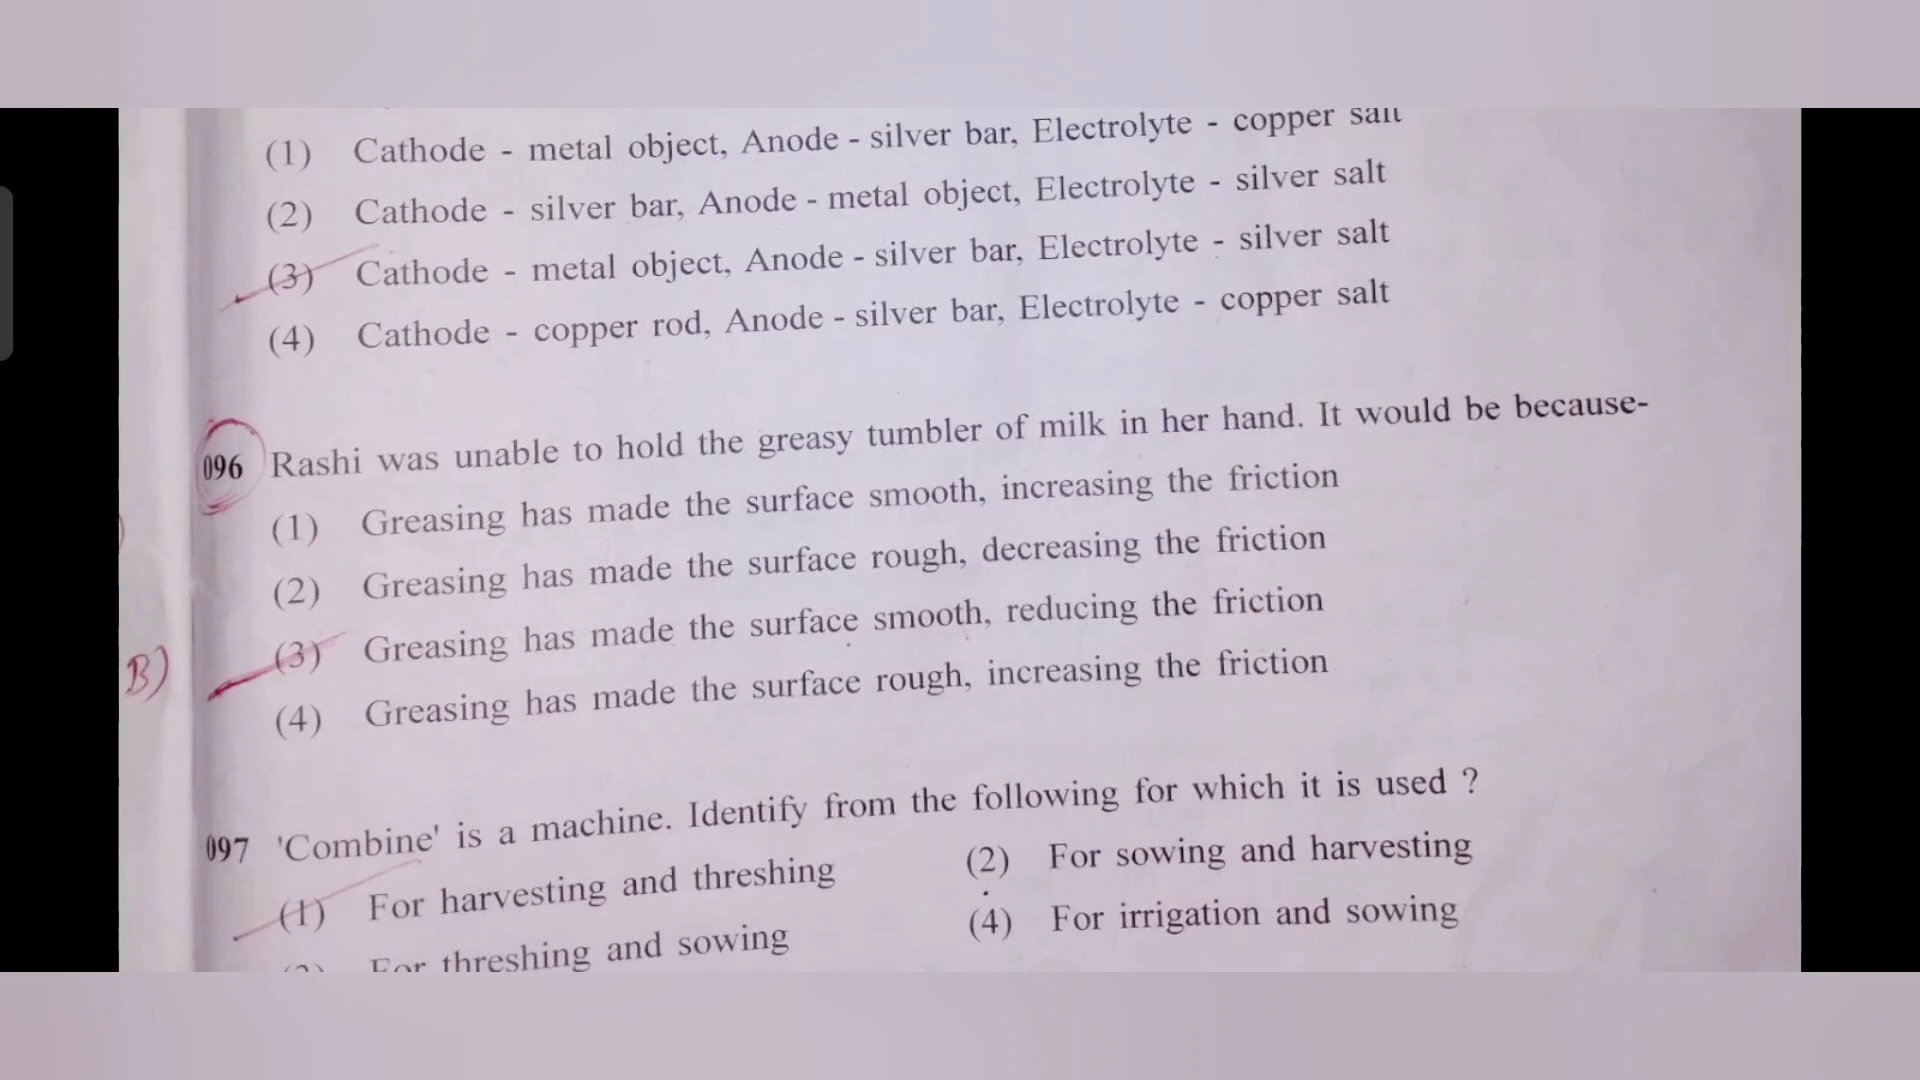 (1) Cathode - metal object, Anode - silver bar, Electrolyte - copper salt
(2) Cathode - silver bar, Anode - metal object, Electrolyte - silver salt
(3) Cathode - metal object, Anode - silver bar, Electrolyte - silver salt
(4) Cathode - copper rod, Anode - silver bar, Electrolyte - copper salt
096 Rashi was unable to hold the greasy tumbler of milk in her hand. It would be because-
(1) Greasing has made the surface smooth, increasing the friction
(2) Greasing has made the surface rough, decreasing the friction
B)
(3) Greasing has made the surface smooth, reducing the friction
(4) Greasing has made the surface rough, increasing the friction
097 'Combine' is a machine. Identify from the following for which it is used ?
(1) For harvesting and threshing (2) For sowing and harvesting
For threshing and sowing (4) For irrigation and sowing